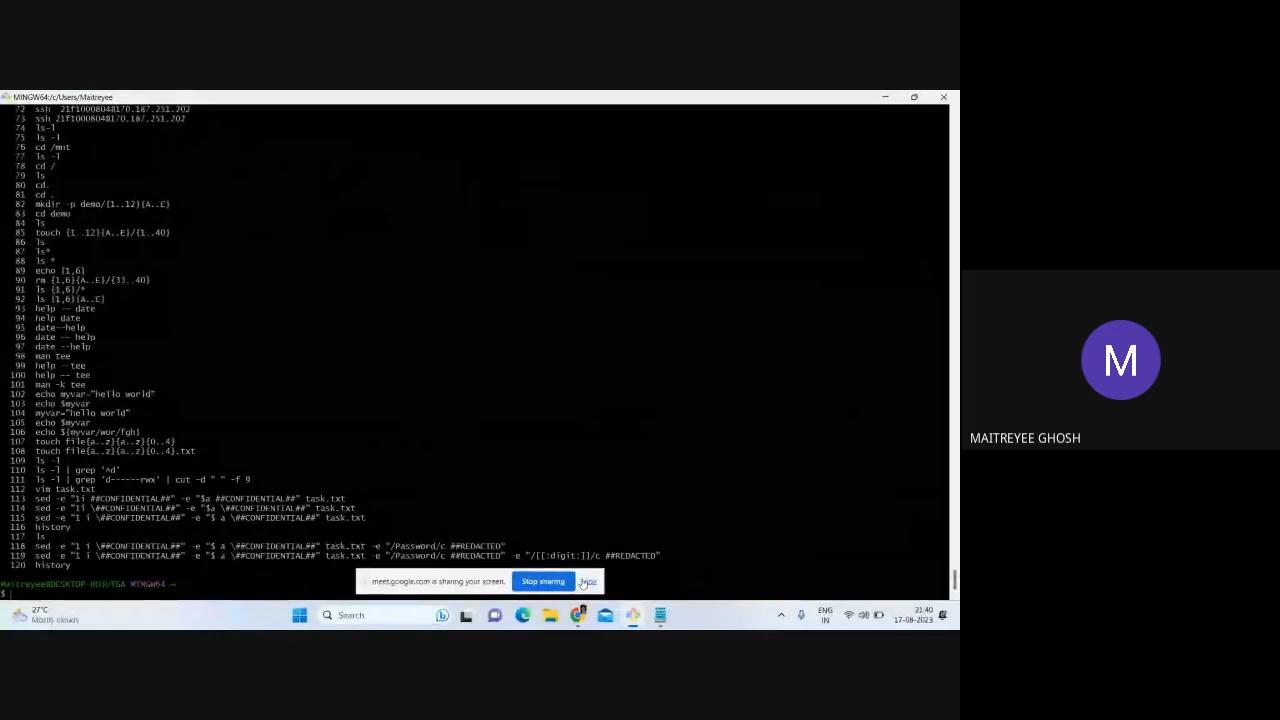 MINGW64:/c/Users/Maitreyee
72 ssh 21f1000804@170.187.251.202
73 ssh 21f1000804@170.187.251.202
74 ls-l
75 ls -l
76 cd /mnt
77 ls -l
78 cd /
79 ls
80 cd.
81 cd .
82 mkdir -p demo/{1..12}{A..E}
83 cd demo
84 ls
85 touch {1..12}{A..E}/{1..40}
86 ls
87 ls*
88 ls *
89 echo {1,6}
90 rm {1,6}{A..E}/{33..40}
91 ls {1,6}/*
92 ls {1,6}{A..E}
93 help -- date
94 help date
95 date--help
96 date -- help
97 date --help
98 man tee
99 help --tee
100 help -- tee
101 man -k tee
102 echo myvar="hello world"
103 echo $myvar
104 myvar="hello world"
105 echo $myvar
106 echo ${myvar/wor/fgh}
107 touch file{a..z}{a..z}{0..4}
108 touch file{a..z}{a..z}{0..4}.txt
109 ls -l
110 ls -l | grep '^d'
111 ls -l | grep 'd------rwx' | cut -d " " -f 9
112 vim task.txt
113 sed -e "1i ##CONFIDENTIAL##" -e "$a ##CONFIDENTIAL##" task.txt
114 sed -e "1i \##CONFIDENTIAL##" -e "$a \##CONFIDENTIAL##" task.txt
115 sed -e "1 i \##CONFIDENTIAL##" -e "$ a \##CONFIDENTIAL##" task.txt
116 history
117 ls
118 sed -e "1 i \##CONFIDENTIAL##" -e "$ a \##CONFIDENTIAL##" task.txt -e "/Password/c ##REDACTED"
119 sed -e "1 i \##CONFIDENTIAL##" -e "$ a \##CONFIDENTIAL##" task.txt -e "/Password/c ##REDACTED" -e "/[[:digit:]]/c ##REDACTED"
120 history
MINGW64 ~
$
meet.google.com is sharing your screen. Stop sharing Hide
27°C
Mostly cloudy
Search
ENG
IN
21:40
17-08-2023
M
MAITREYEE GHOSH